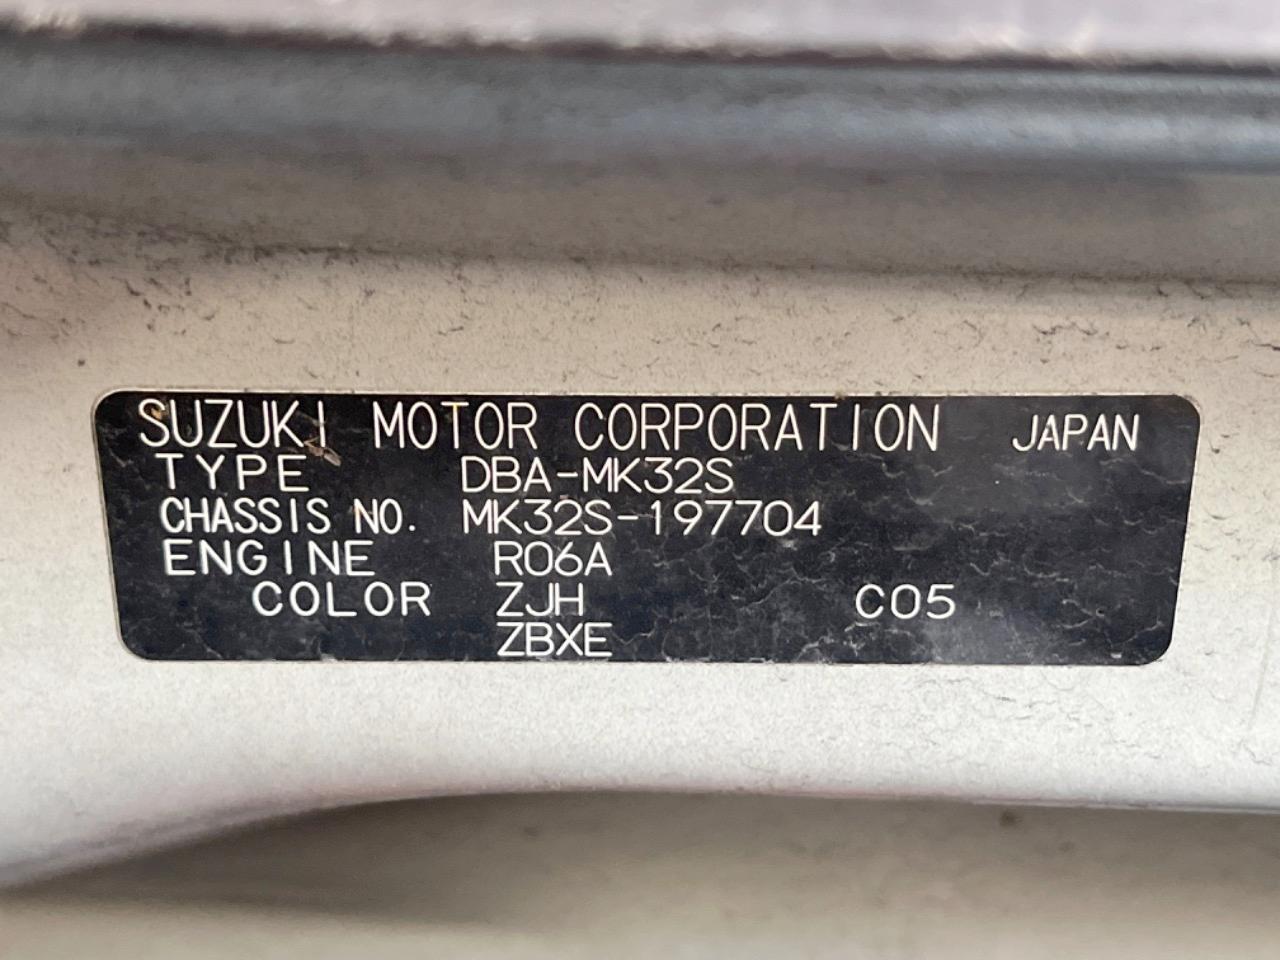 SUZUKI MOTOR CORPORATION JAPAN
TYPE DBA-MK32S
CHASSIS NO. MK32S-197704
ENGINE R06A
COLOR ZJH C05
ZBXE